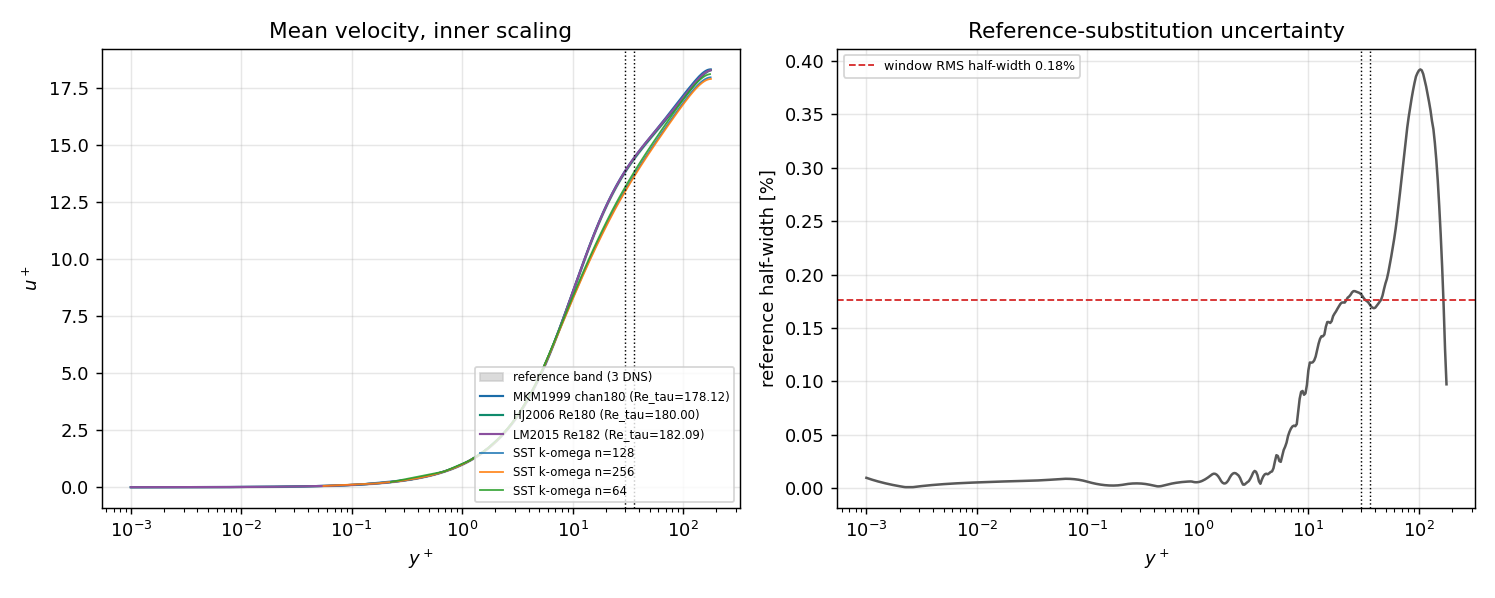 Mean velocity, inner scaling
u⁺
17.5
15.0
12.5
10.0
7.5
5.0
2.5
0.0
reference band (3 DNS)
MKM1999 chan180 (Re_tau=178.12)
HJ2006 Re180 (Re_tau=180.00)
LM2015 Re182 (Re_tau=182.09)
SST k-omega n=128
SST k-omega n=256
SST k-omega n=64
10⁻³ 10⁻² 10⁻¹ 10⁰ 10¹ 10²
y⁺
Reference-substitution uncertainty
reference half-width [%]
0.40
0.35
0.30
0.25
0.20
0.15
0.10
0.05
0.00
window RMS half-width 0.18%
10⁻³ 10⁻² 10⁻¹ 10⁰ 10¹ 10²
y⁺